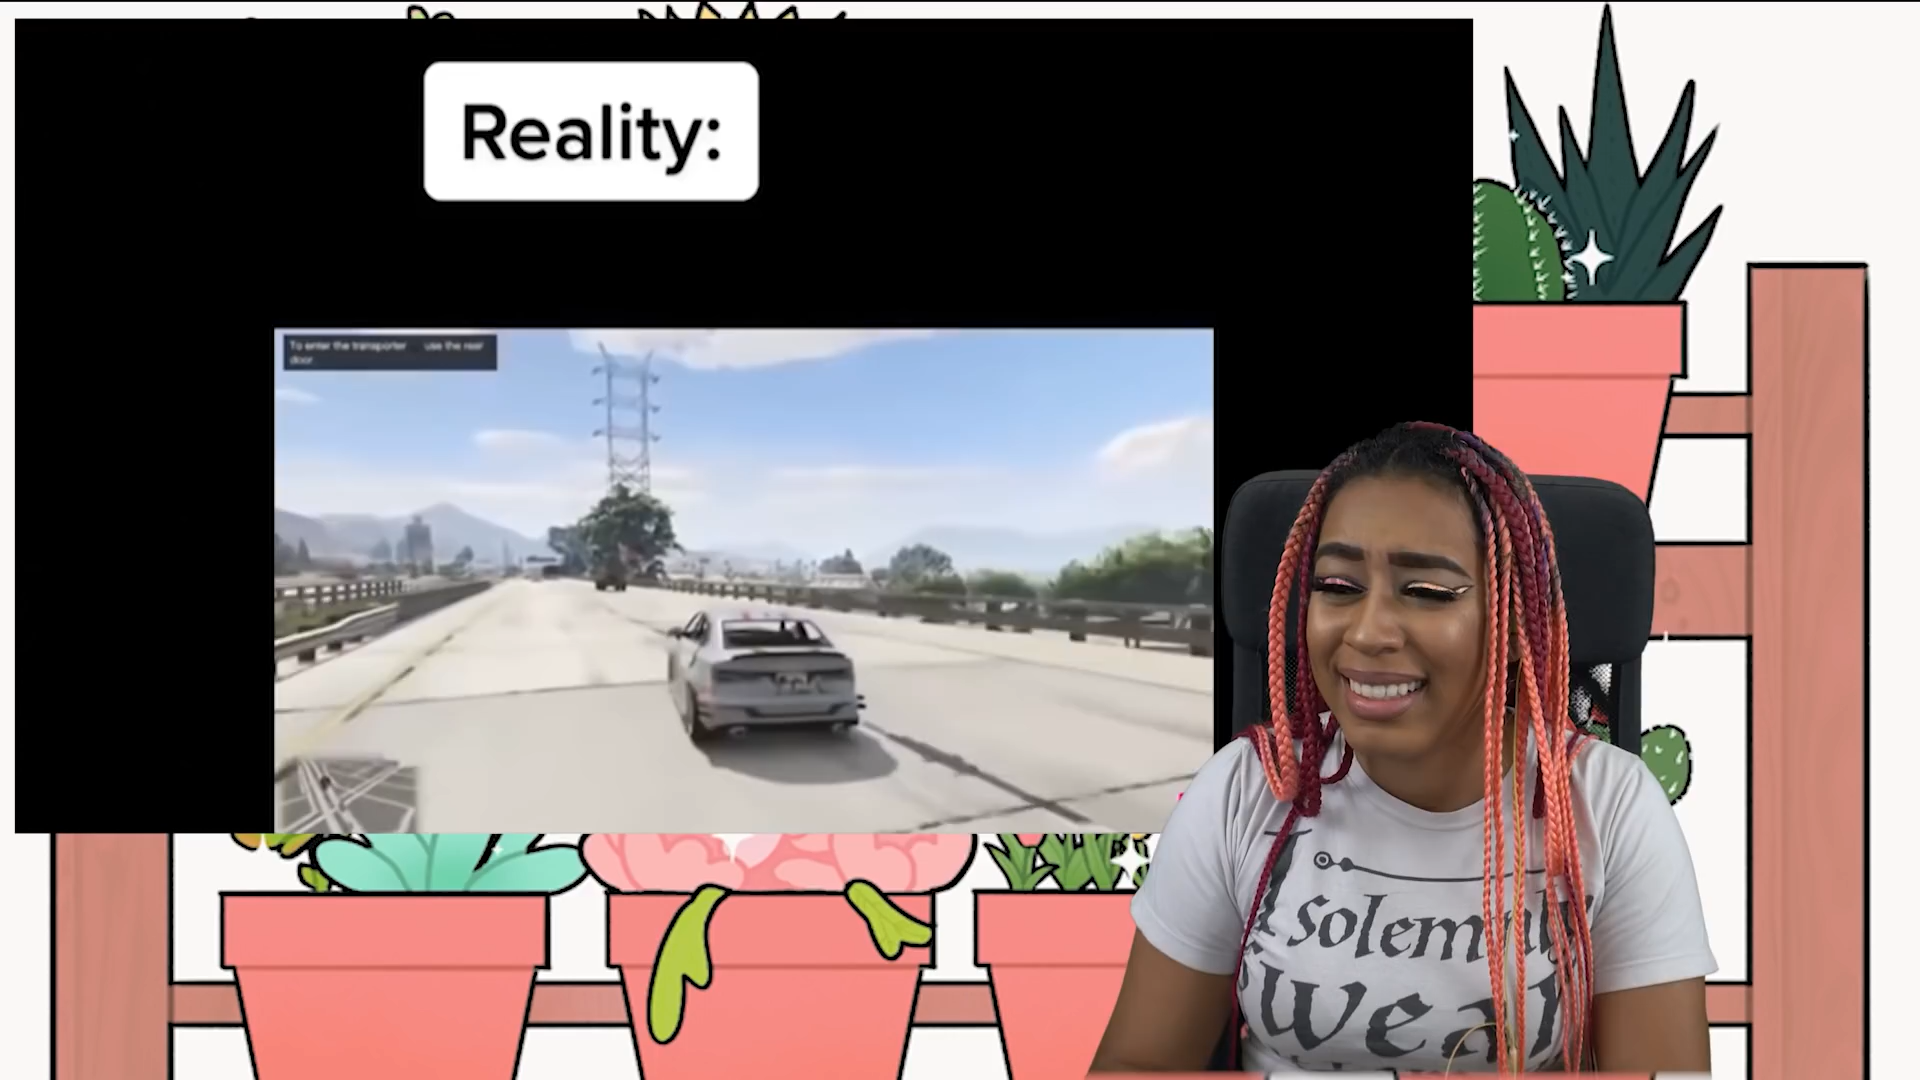 Reality:
To enter the transporter use the rear
door.
I solemnly
swear